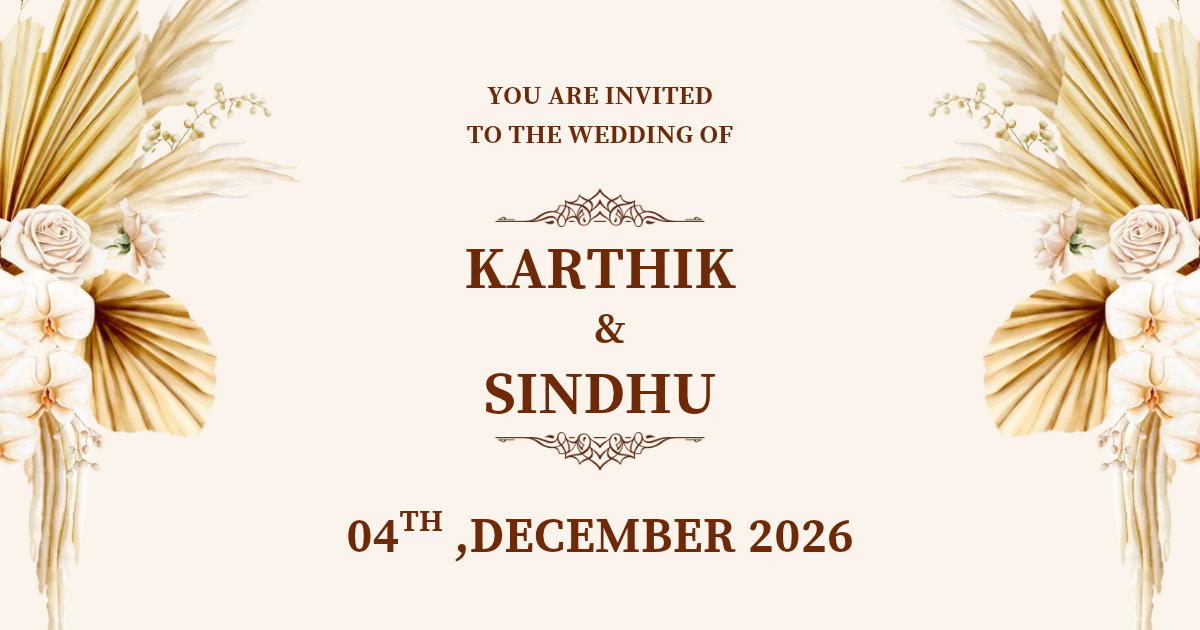 YOU ARE INVITED
TO THE WEDDING OF
KARTHIK
&
SINDHU
04TH ,DECEMBER 2026